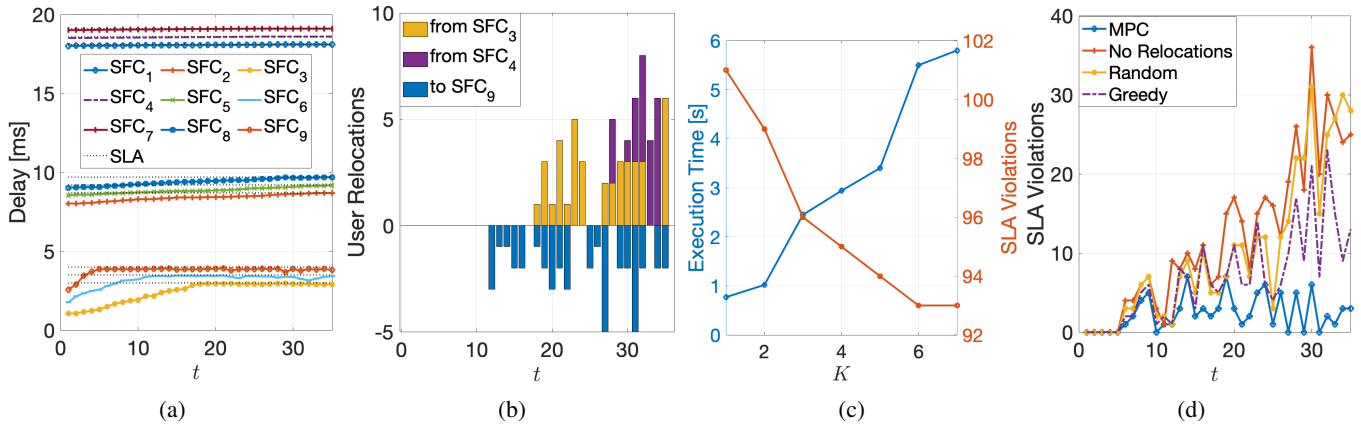 20
15
10
5
0
Delay [ms]
SFC1 SFC2 SFC3
SFC4 SFC5 SFC6
SFC7 SFC8 SFC9
SLA
0 10 20 30
t
(a)
10
5
0
-5
User Relocations
from SFC3
from SFC4
to SFC9
0 10 20 30
t
(b)
6
5
4
3
2
1
0
Execution Time [s]
2 4 6
K
102
100
98
96
94
92
SLA Violations
(c)
40
30
20
10
0
SLA Violations
MPC
No Relocations
Random
Greedy
0 10 20 30
t
(d)